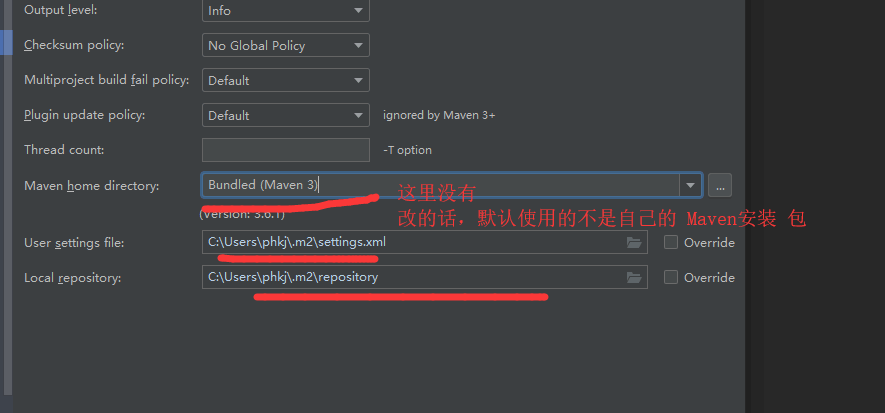 Output level: Info
Checksum policy: No Global Policy
Multiproject build fail policy: Default
Plugin update policy: Default ignored by Maven 3+
Thread count: -T option
Maven home directory: Bundled (Maven 3) ...
这里没有
改的话，默认使用的不是自己的 Maven安装 包
(Version: 3.6.1)
User settings file: C:\Users\phkj\.m2\settings.xml Override
Local repository: C:\Users\phkj\.m2\repository Override